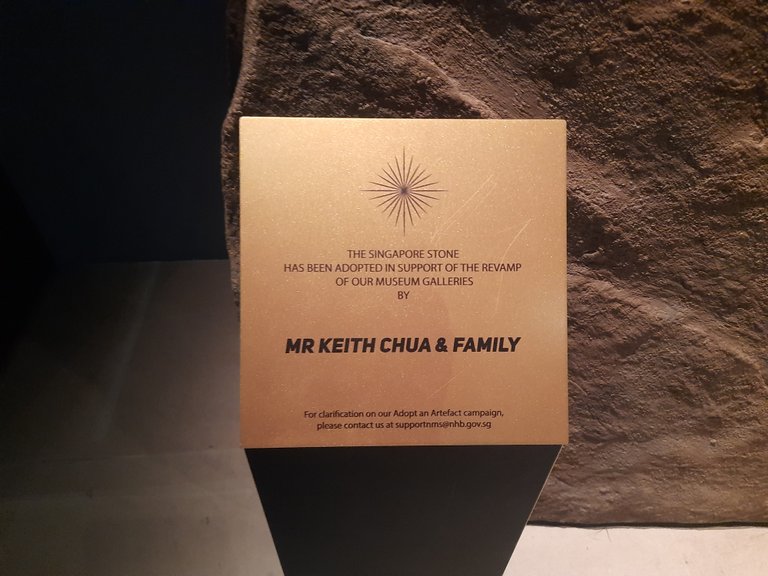 THE SINGAPORE STONE
HAS BEEN ADOPTED IN SUPPORT OF THE REVAMP
OF OUR MUSEUM GALLERIES
BY
MR KEITH CHUA & FAMILY
For clarification on our Adopt an Artefact campaign,
please contact us at supportnms@nhb.gov.sg